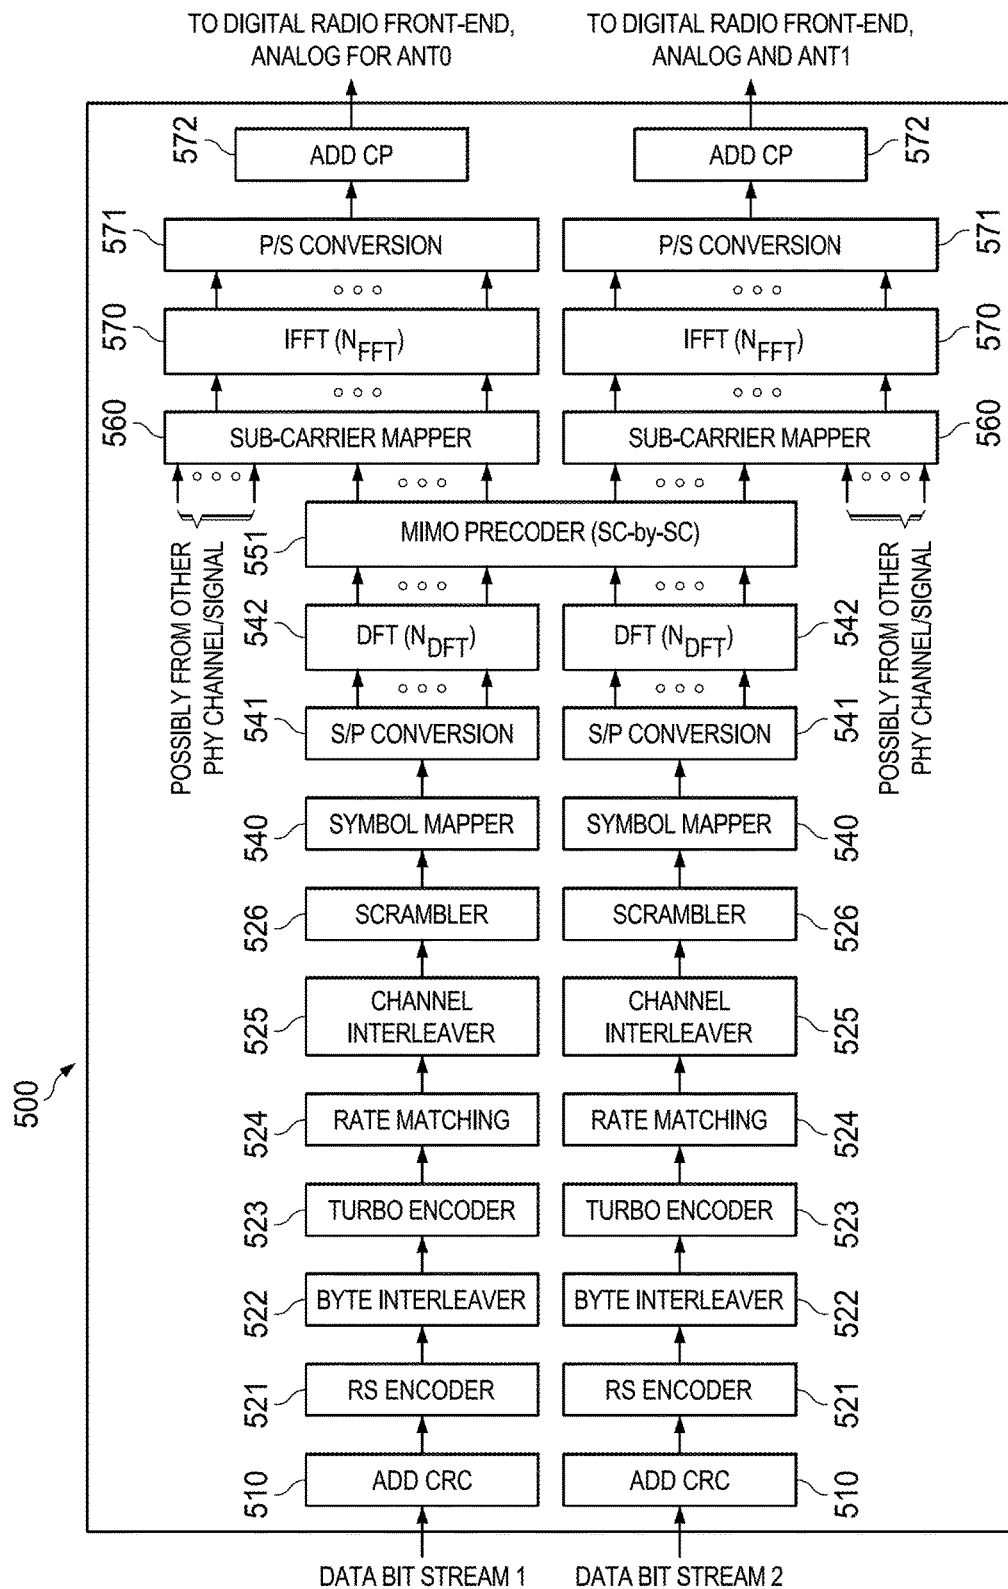 TO DIGITAL RADIO FRONT-END,
ANALOG FOR ANT0
TO DIGITAL RADIO FRONT-END,
ANALOG AND ANT1
572
ADD CP
ADD CP
572
571
P/S CONVERSION
P/S CONVERSION
571
570
IFFT (NFFT)
IFFT (NFFT)
570
560
SUB-CARRIER MAPPER
SUB-CARRIER MAPPER
560
POSSIBLY FROM OTHER
PHY CHANNEL/SIGNAL
551
MIMO PRECODER (SC-by-SC)
POSSIBLY FROM OTHER
PHY CHANNEL/SIGNAL
542
DFT (NDFT)
DFT (NDFT)
542
541
S/P CONVERSION
S/P CONVERSION
541
540
SYMBOL MAPPER
SYMBOL MAPPER
540
526
SCRAMBLER
SCRAMBLER
526
525
CHANNEL
INTERLEAVER
CHANNEL
INTERLEAVER
525
500
524
RATE MATCHING
RATE MATCHING
524
523
TURBO ENCODER
TURBO ENCODER
523
522
BYTE INTERLEAVER
BYTE INTERLEAVER
522
521
RS ENCODER
RS ENCODER
521
510
ADD CRC
ADD CRC
510
DATA BIT STREAM 1
DATA BIT STREAM 2